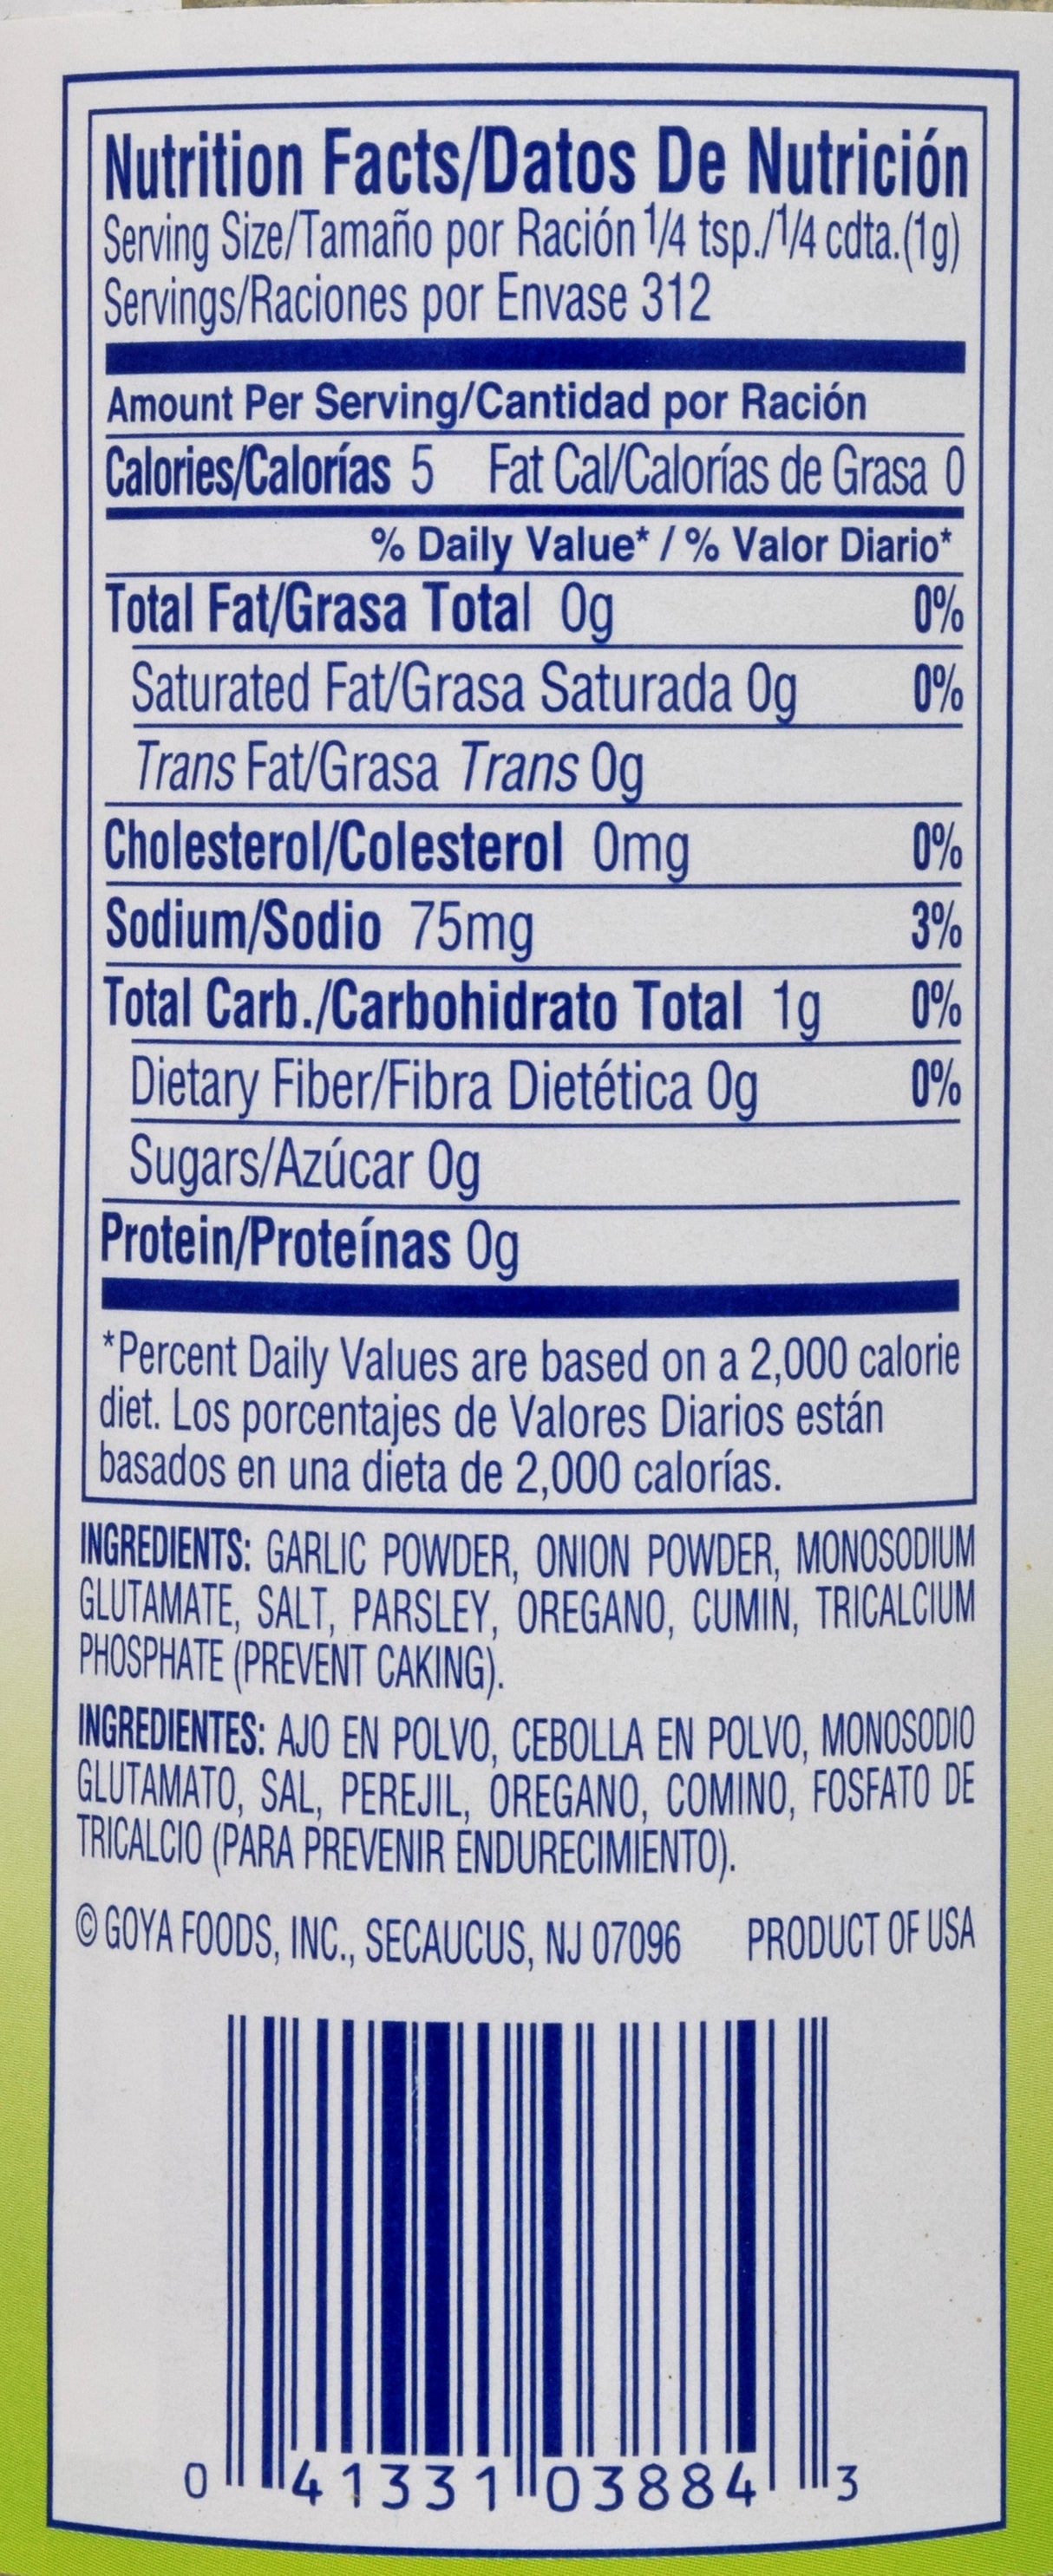 Nutrition Facts/Datos De Nutrición
Serving Size/Tamaño por Ración 1/4 tsp./1/4 cdta.(1g)
Servings/Raciones por Envase 312
Amount Per Serving/Cantidad por Ración
Calories/Calorías 5 Fat Cal/Calorías de Grasa 0
% Daily Value* / % Valor Diario*
Total Fat/Grasa Total 0g 0%
Saturated Fat/Grasa Saturada 0g 0%
Trans Fat/Grasa Trans 0g
Cholesterol/Colesterol 0mg 0%
Sodium/Sodio 75mg 3%
Total Carb./Carbohidrato Total 1g 0%
Dietary Fiber/Fibra Dietética 0g 0%
Sugars/Azúcar 0g
Protein/Proteínas 0g
*Percent Daily Values are based on a 2,000 calorie
diet. Los porcentajes de Valores Diarios están
basados en una dieta de 2,000 calorías.
INGREDIENTS: GARLIC POWDER, ONION POWDER, MONOSODIUM
GLUTAMATE, SALT, PARSLEY, OREGANO, CUMIN, TRICALCIUM
PHOSPHATE (PREVENT CAKING).
INGREDIENTES: AJO EN POLVO, CEBOLLA EN POLVO, MONOSODIO
GLUTAMATO, SAL, PEREJIL, OREGANO, COMINO, FOSFATO DE
TRICALCIO (PARA PREVENIR ENDURECIMIENTO).
© GOYA FOODS, INC., SECAUCUS, NJ 07096 PRODUCT OF USA
0 41331 03884 3